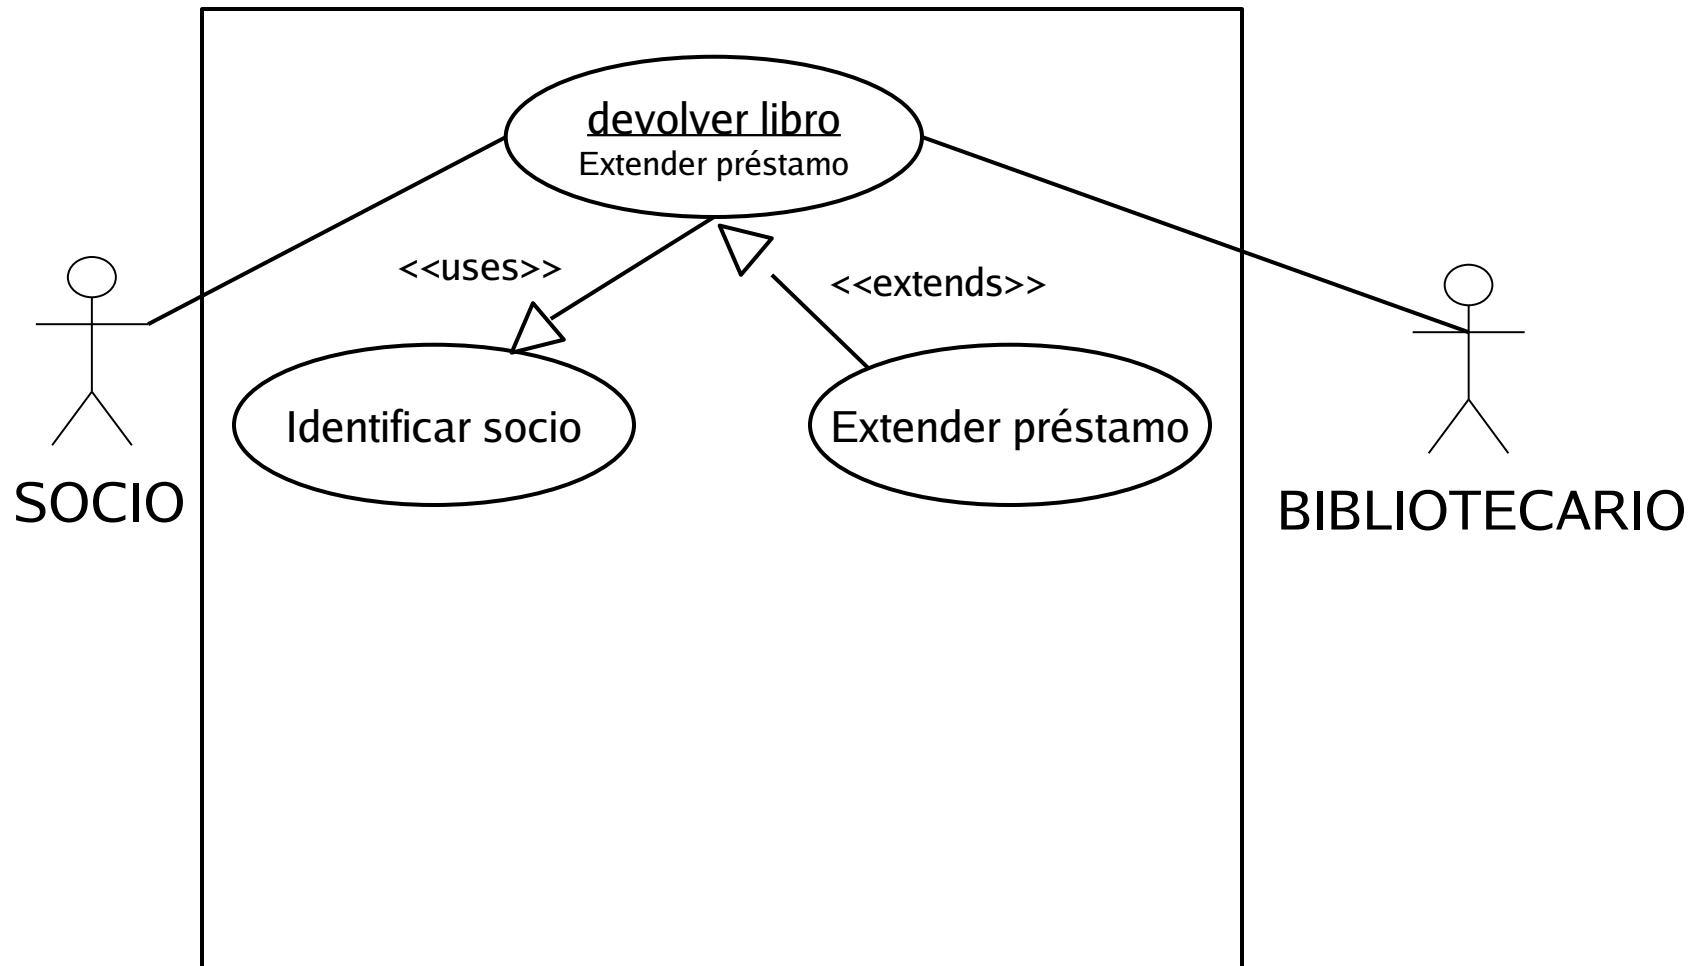 devolver libro
Extender préstamo
<<uses>>
<<extends>>
Identificar socio
Extender préstamo
SOCIO
BIBLIOTECARIO